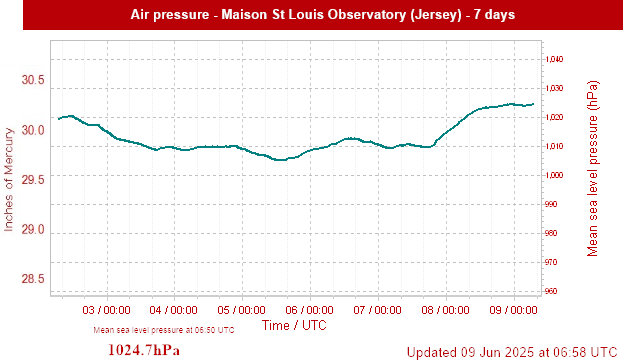 Air pressure - Maison St Louis Observatory (Jersey) - 7 days
1,040
30.5
1,030
1,020
30.0
1,010
29.5
1,000
990
29.0
980
970
28.5
960
Inches of Mercury
Mean sea level pressure (hPa)
03 / 00:00 04 / 00:00 05 / 00:00 06 / 00:00 07 / 00:00 08 / 00:00 09 / 00:00
Time / UTC
Mean sea level pressure at 06:50 UTC
1024.7hPa
Updated 09 Jun 2025 at 06:58 UTC